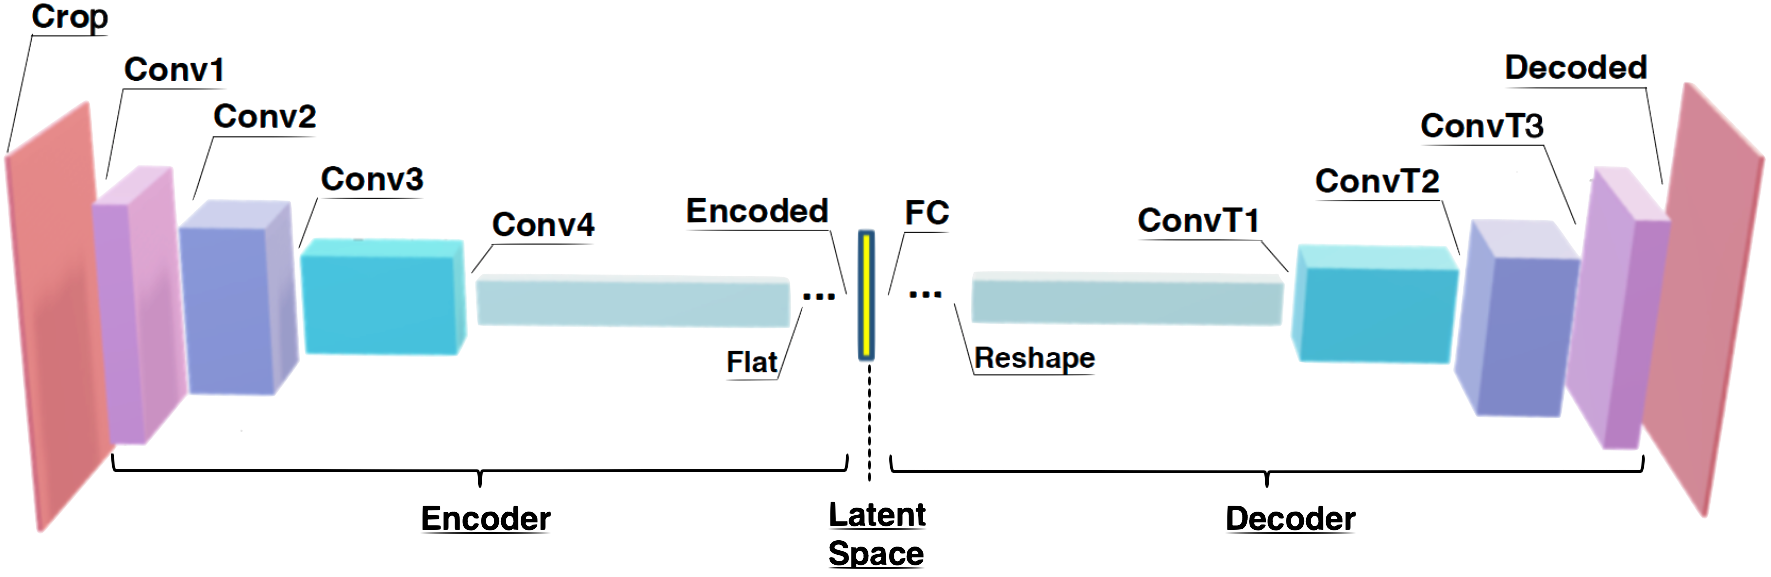 Crop
Conv1
Conv2
Conv3
Conv4
Encoded
Flat
FC
Reshape
ConvT1
ConvT2
ConvT3
Decoded
Encoder
Latent
Space
Decoder